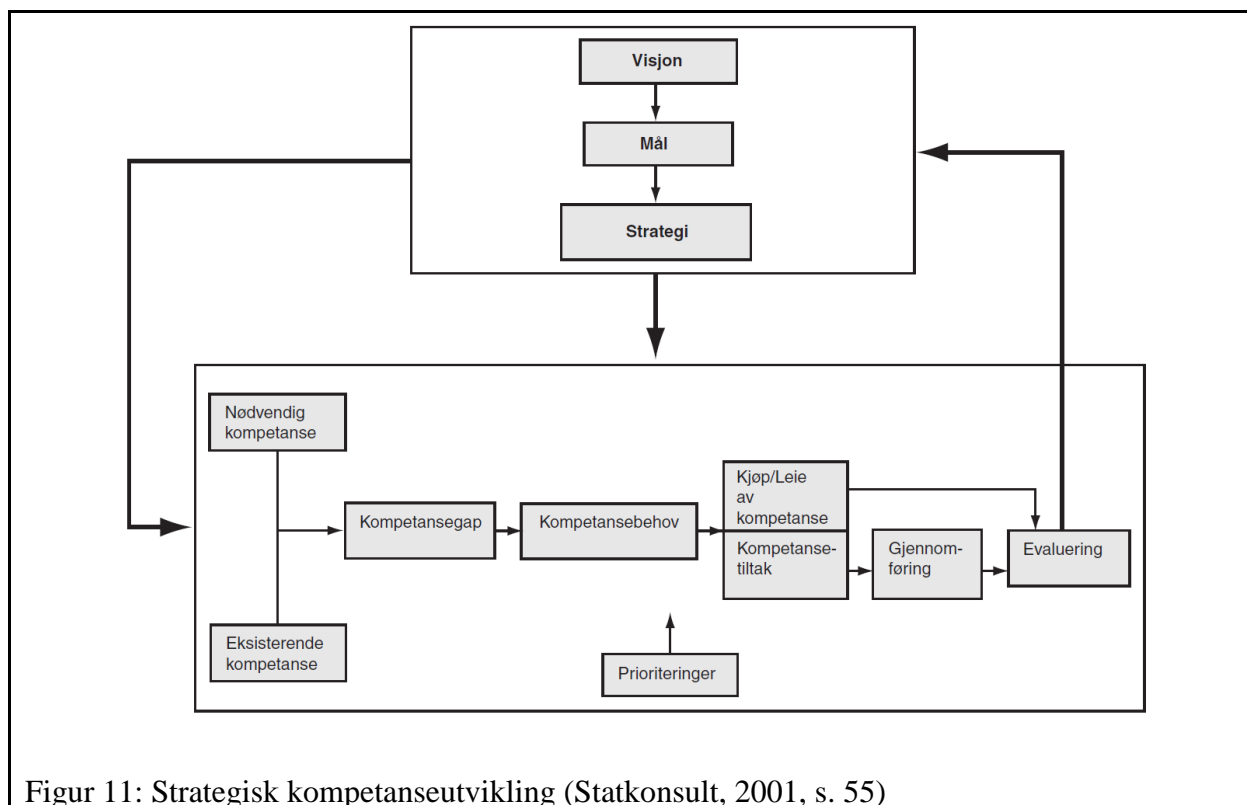 Visjon
Mål
Strategi
Nødvendig
kompetanse
Kompetansegap
Kompetansebehov
Kjøp/Leie
av
kompetanse
Kompetanse-
tiltak
Gjennom-
føring
Evaluering
Eksisterende
kompetanse
Prioriteringer
Figur 11: Strategisk kompetanseutvikling (Statkonsult, 2001, s. 55)